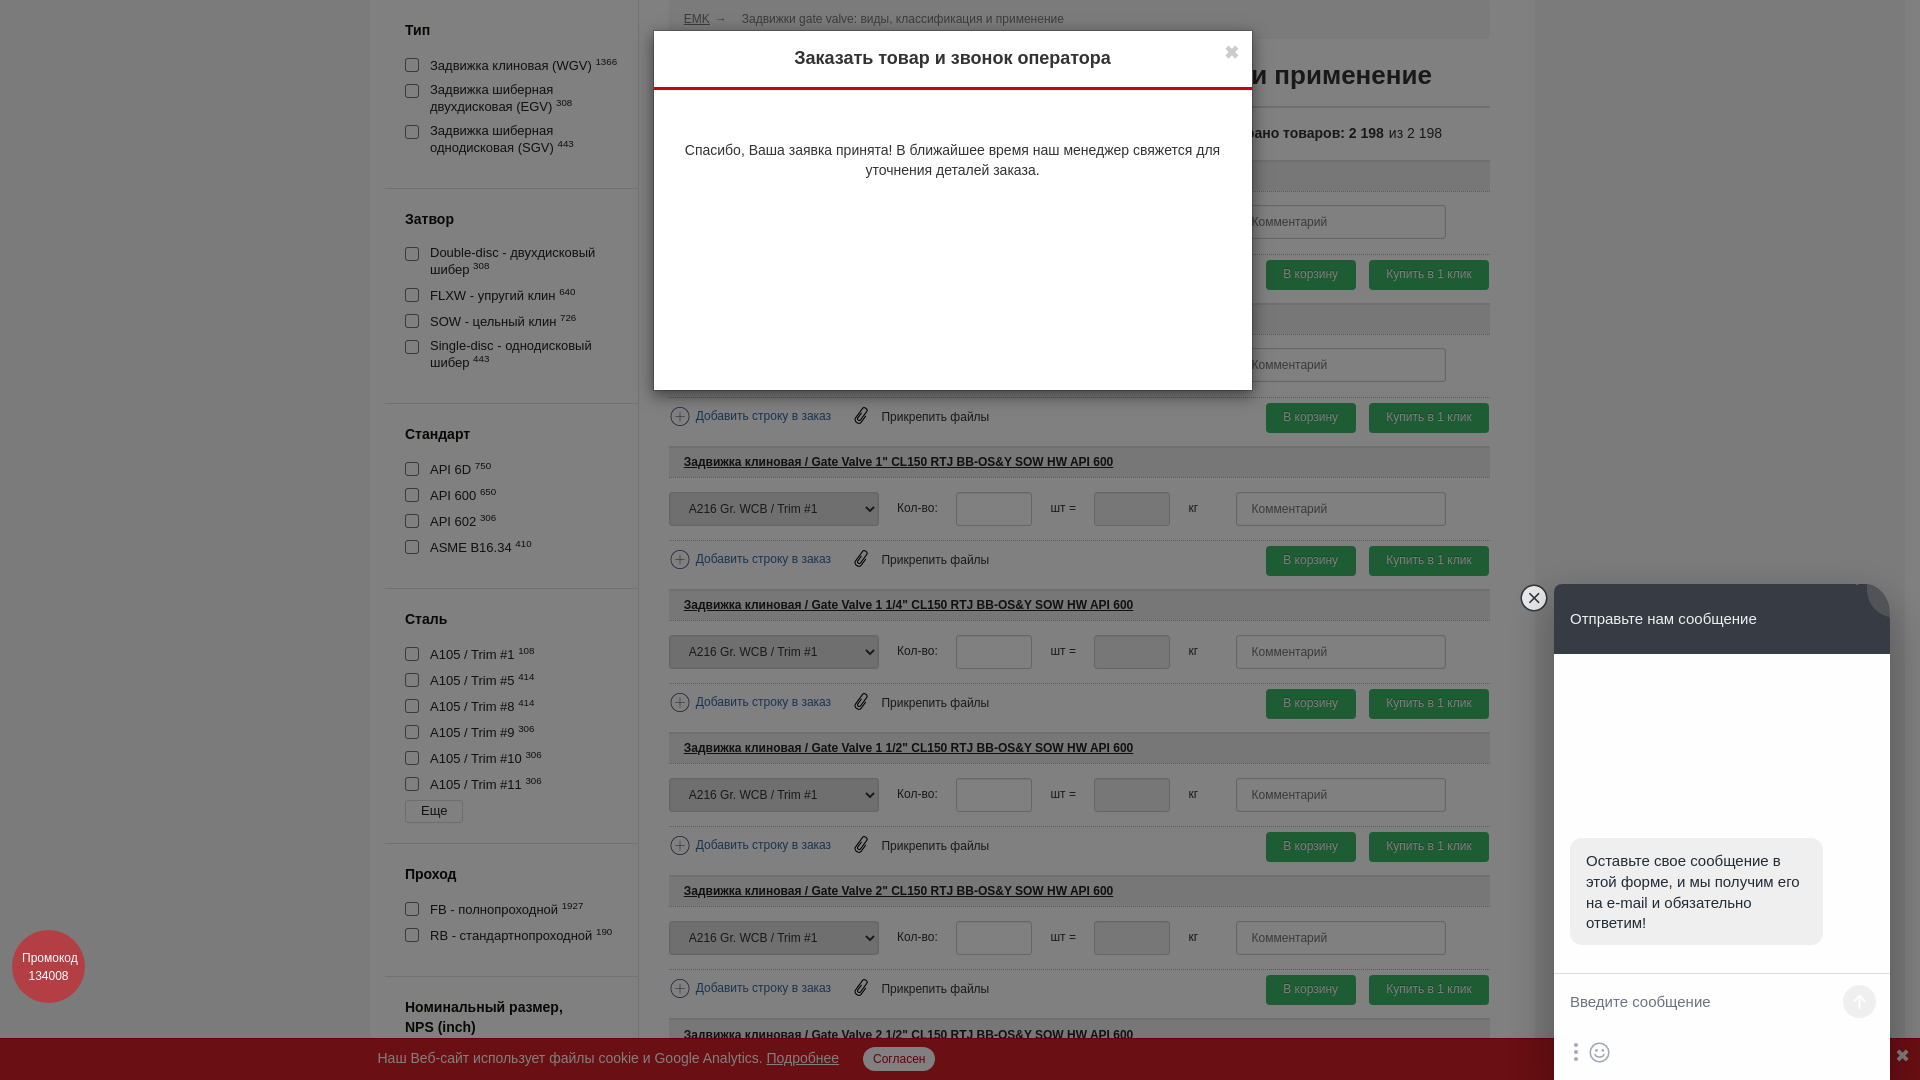 Тип
Задвижка клиновая (WGV) 1366
Задвижка шиберная
двухдисковая (EGV) 308
Задвижка шиберная
однодисковая (SGV) 443
Затвор
Double-disc - двухдисковый
шибер 308
FLXW - упругий клин 640
SOW - цельный клин 726
Single-disc - однодисковый
шибер 443
Стандарт
API 6D 750
API 600 650
API 602 306
ASME B16.34 410
Сталь
A105 / Trim #1 108
A105 / Trim #5 414
A105 / Trim #8 414
A105 / Trim #9 306
A105 / Trim #10 306
A105 / Trim #11 306
Еще
Проход
FB - полнопроходной 1927
RB - стандартнопроходной 190
Номинальный размер,
NPS (inch)
EMK → Задвижки gate valve: виды, классификация и применение
и применение
Заказать товар и звонок оператора ✖
Спасибо, Ваша заявка принята! В ближайшее время наш менеджер свяжется для
уточнения деталей заказа.
рано товаров: 2 198 из 2 198
Комментарий
В корзину Купить в 1 клик
Комментарий
Добавить строку в заказ Прикрепить файлы В корзину Купить в 1 клик
Задвижка клиновая / Gate Valve 1" CL150 RTJ BB-OS&Y SOW HW API 600
A216 Gr. WCB / Trim #1 Кол-во: шт = кг Комментарий
Добавить строку в заказ Прикрепить файлы В корзину Купить в 1 клик
Задвижка клиновая / Gate Valve 1 1/4" CL150 RTJ BB-OS&Y SOW HW API 600
A216 Gr. WCB / Trim #1 Кол-во: шт = кг Комментарий
Добавить строку в заказ Прикрепить файлы В корзину Купить в 1 клик
Задвижка клиновая / Gate Valve 1 1/2" CL150 RTJ BB-OS&Y SOW HW API 600
A216 Gr. WCB / Trim #1 Кол-во: шт = кг Комментарий
Добавить строку в заказ Прикрепить файлы В корзину Купить в 1 клик
Задвижка клиновая / Gate Valve 2" CL150 RTJ BB-OS&Y SOW HW API 600
A216 Gr. WCB / Trim #1 Кол-во: шт = кг Комментарий
Добавить строку в заказ Прикрепить файлы В корзину Купить в 1 клик
Задвижка клиновая / Gate Valve 2 1/2" CL150 RTJ BB-OS&Y SOW HW API 600
Промокод
134008
Наш Веб-сайт использует файлы cookie и Google Analytics. Подробнее Согласен ✖
Отправьте нам сообщение
Оставьте свое сообщение в
этой форме, и мы получим его
на e-mail и обязательно
ответим!
Введите сообщение